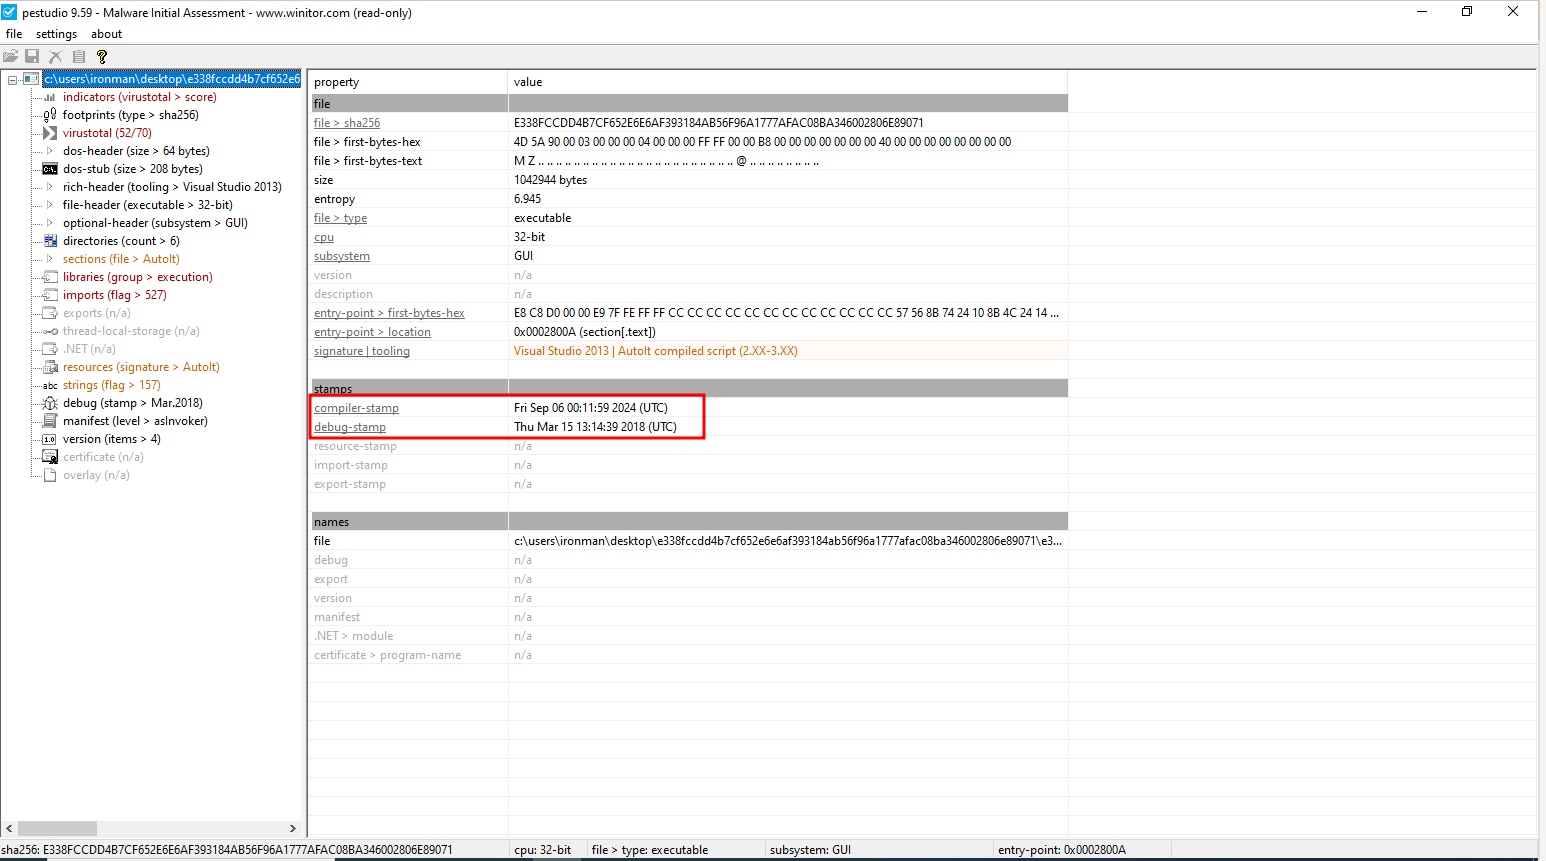 pestudio 9.59 - Malware Initial Assessment - www.winitor.com (read-only)
file settings about
c:\users\ironman\desktop\e338fccdd4b7cf652e6
indicators (virustotal > score)
footprints (type > sha256)
virustotal (52/70)
dos-header (size > 64 bytes)
dos-stub (size > 208 bytes)
rich-header (tooling > Visual Studio 2013)
file-header (executable > 32-bit)
optional-header (subsystem > GUI)
directories (count > 6)
sections (file > AutoIt)
libraries (group > execution)
imports (flag > 527)
exports (n/a)
thread-local-storage (n/a)
.NET (n/a)
resources (signature > AutoIt)
abc strings (flag > 157)
debug (stamp > Mar.2018)
manifest (level > asInvoker)
1.0 version (items > 4)
certificate (n/a)
overlay (n/a)
property value
file
file > sha256 E338FCCDD4B7CF652E6E6AF393184AB56F96A1777AFAC08BA346002806E89071
file > first-bytes-hex 4D 5A 90 00 03 00 00 00 04 00 00 00 FF FF 00 00 B8 00 00 00 00 00 00 00 40 00 00 00 00 00 00 00
file > first-bytes-text M Z .. .. .. .. .. .. .. .. .. .. .. .. .. .. .. .. .. .. .. .. .. .. @ .. .. .. .. .. .. ..
size 1042944 bytes
entropy 6.945
file > type executable
cpu 32-bit
subsystem GUI
version n/a
description n/a
entry-point > first-bytes-hex E8 C8 D0 00 00 E9 7F FE FF FF CC CC CC CC CC CC CC CC CC CC CC CC 57 56 8B 74 24 10 8B 4C 24 14 ...
entry-point > location 0x0002800A (section[.text])
signature | tooling Visual Studio 2013 | AutoIt compiled script (2.XX-3.XX)
stamps
compiler-stamp Fri Sep 06 00:11:59 2024 (UTC)
debug-stamp Thu Mar 15 13:14:39 2018 (UTC)
resource-stamp n/a
import-stamp n/a
export-stamp n/a
names
file c:\users\ironman\desktop\e338fccdd4b7cf652e6e6af393184ab56f96a1777afac08ba346002806e89071\e3...
debug n/a
export n/a
version n/a
manifest n/a
.NET > module n/a
certificate > program-name n/a
sha256: E338FCCDD4B7CF652E6E6AF393184AB56F96A1777AFAC08BA346002806E89071 cpu: 32-bit file > type: executable subsystem: GUI entry-point: 0x0002800A